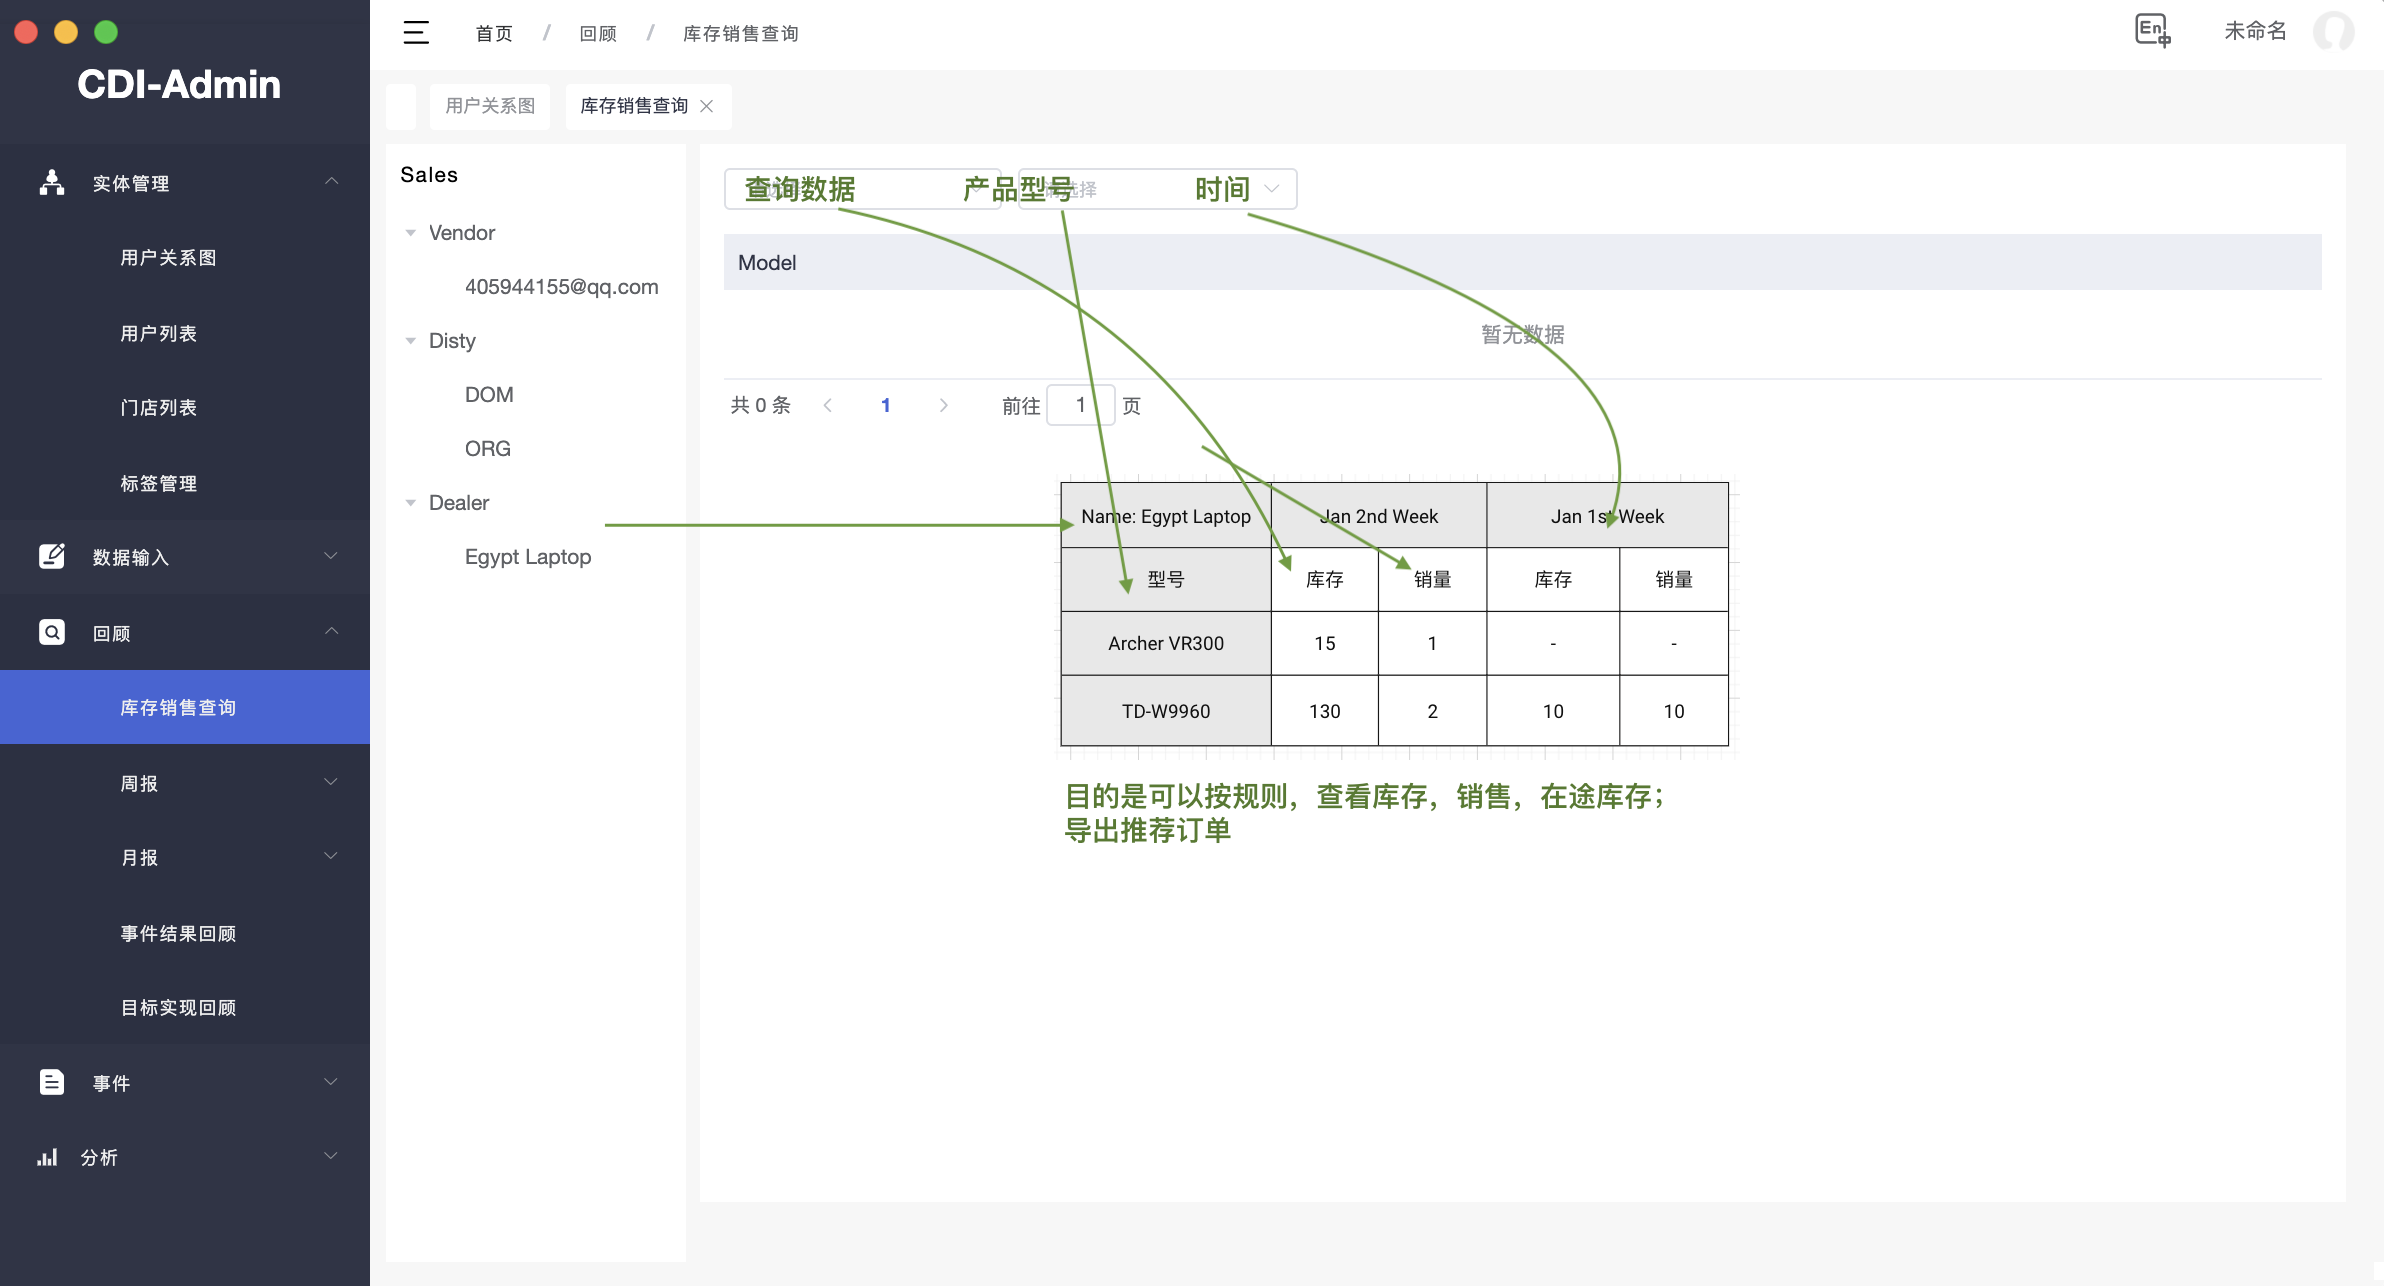 CDI-Admin
实体管理
用户关系图
用户列表
门店列表
标签管理
数据输入
回顾
库存销售查询
周报
月报
事件结果回顾
目标实现回顾
事件
分析
首页 / 回顾 / 库存销售查询
En
未命名
用户关系图
库存销售查询
Sales
Vendor
405944155@qq.com
Disty
DOM
ORG
Dealer
Egypt Laptop
查询数据
产品型号
选择
时间
Model
暂无数据
共 0 条
1
前往 1 页
Name: Egypt Laptop Jan 2nd Week Jan 1st Week
型号 库存 销量 库存 销量
Archer VR300 15 1 - -
TD-W9960 130 2 10 10
目的是可以按规则，查看库存，销售，在途库存；
导出推荐订单